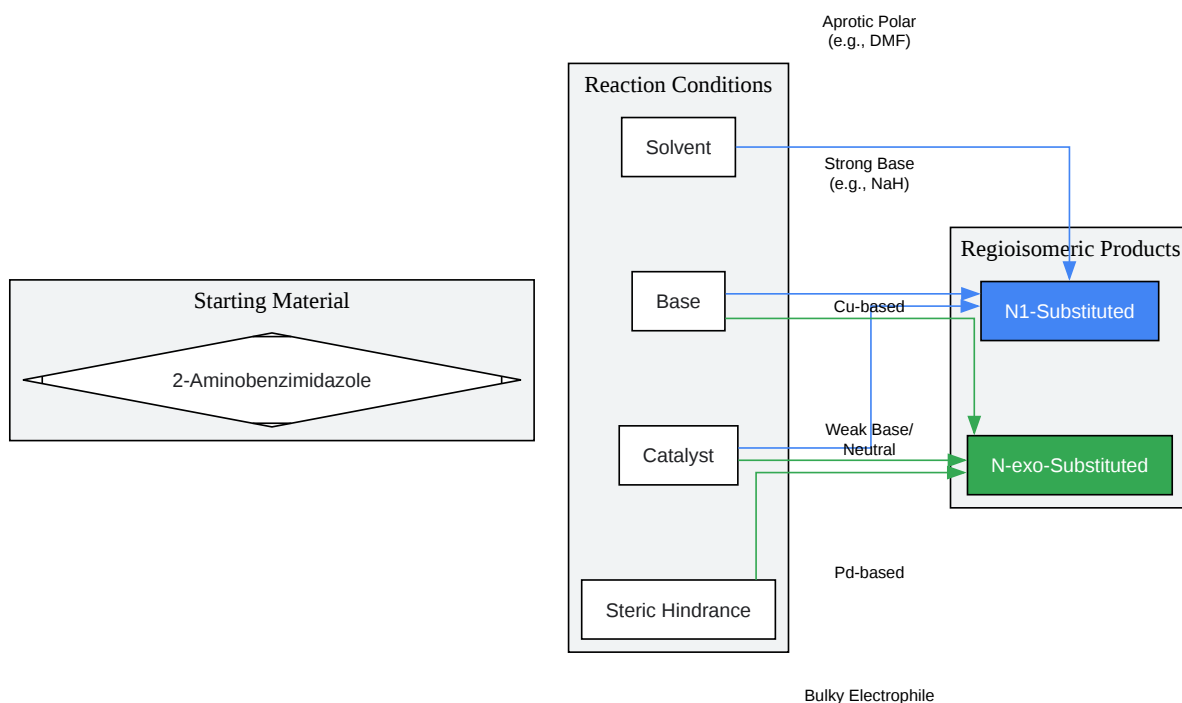 Aprotic Polar
(e.g., DMF)
Reaction Conditions
Solvent
Strong Base
(e.g., NaH)
Regioisomeric Products
Starting Material
Base
Cu-based
N1-Substituted
2-Aminobenzimidazole
Weak Base/
Neutral
Catalyst
N-exo-Substituted
Pd-based
Steric Hindrance
Bulky Electrophile